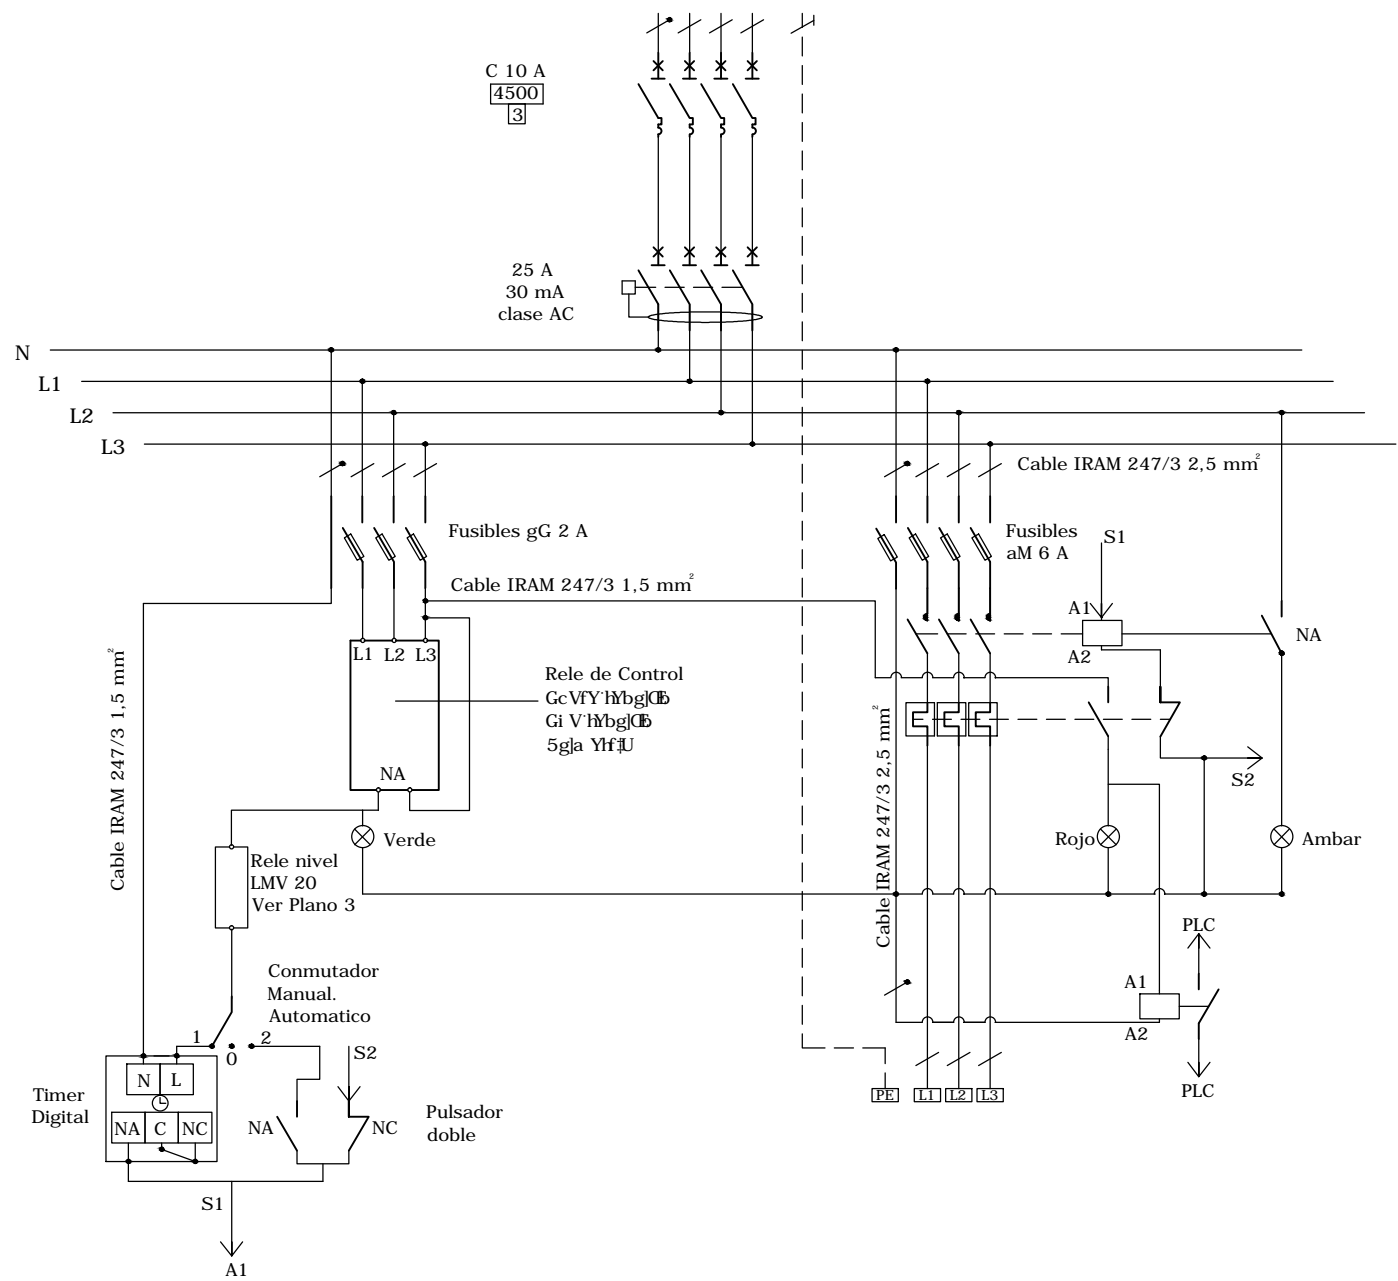 C 10 A
4500
3
25 A
30 mA
clase AC
N
L1
L2
L3
Cable IRAM 247/3 2,5 mm²
Fusibles gG 2 A
Fusibles
aM 6 A
S1
Cable IRAM 247/3 1,5 mm²
A1
A2
NA
L1 L2 L3
Rele de Control
NA
Cable IRAM 247/3 1,5 mm²
Cable IRAM 247/3 2,5 mm²
S2
Verde
Rojo
Ambar
Rele nivel
LMV 20
Ver Plano 3
PLC
Conmutador
Manual.
Automatico
A1
A2
1
0
2
S2
PLC
N L
Timer
Digital
NA C NC
NA
NC
Pulsador
doble
PE L1 L2 L3
S1
A1